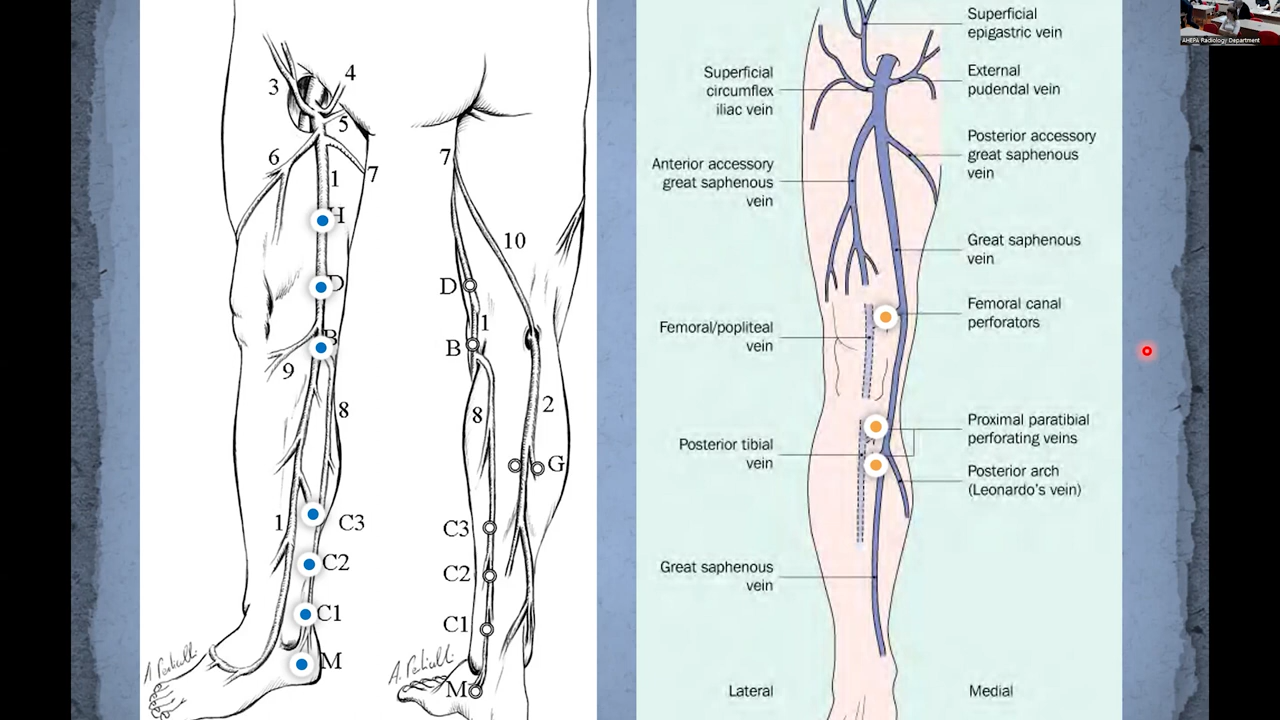 3
4
5
6
7
1
H
D
B
9
8
1
C3
C2
C1
M
7
10
D
1
B
8
2
G
C3
C2
C1
M
Superficial
epigastric vein
Superficial
circumflex
iliac vein
External
pudendal vein
Posterior accessory
great saphenous
vein
Anterior accessory
great saphenous
vein
Great saphenous
vein
Femoral canal
perforators
Femoral/popliteal
vein
Proximal paratibial
perforating veins
Posterior tibial
vein
Posterior arch
(Leonardo's vein)
Great saphenous
vein
Lateral
Medial
AHEPA Radiology Department